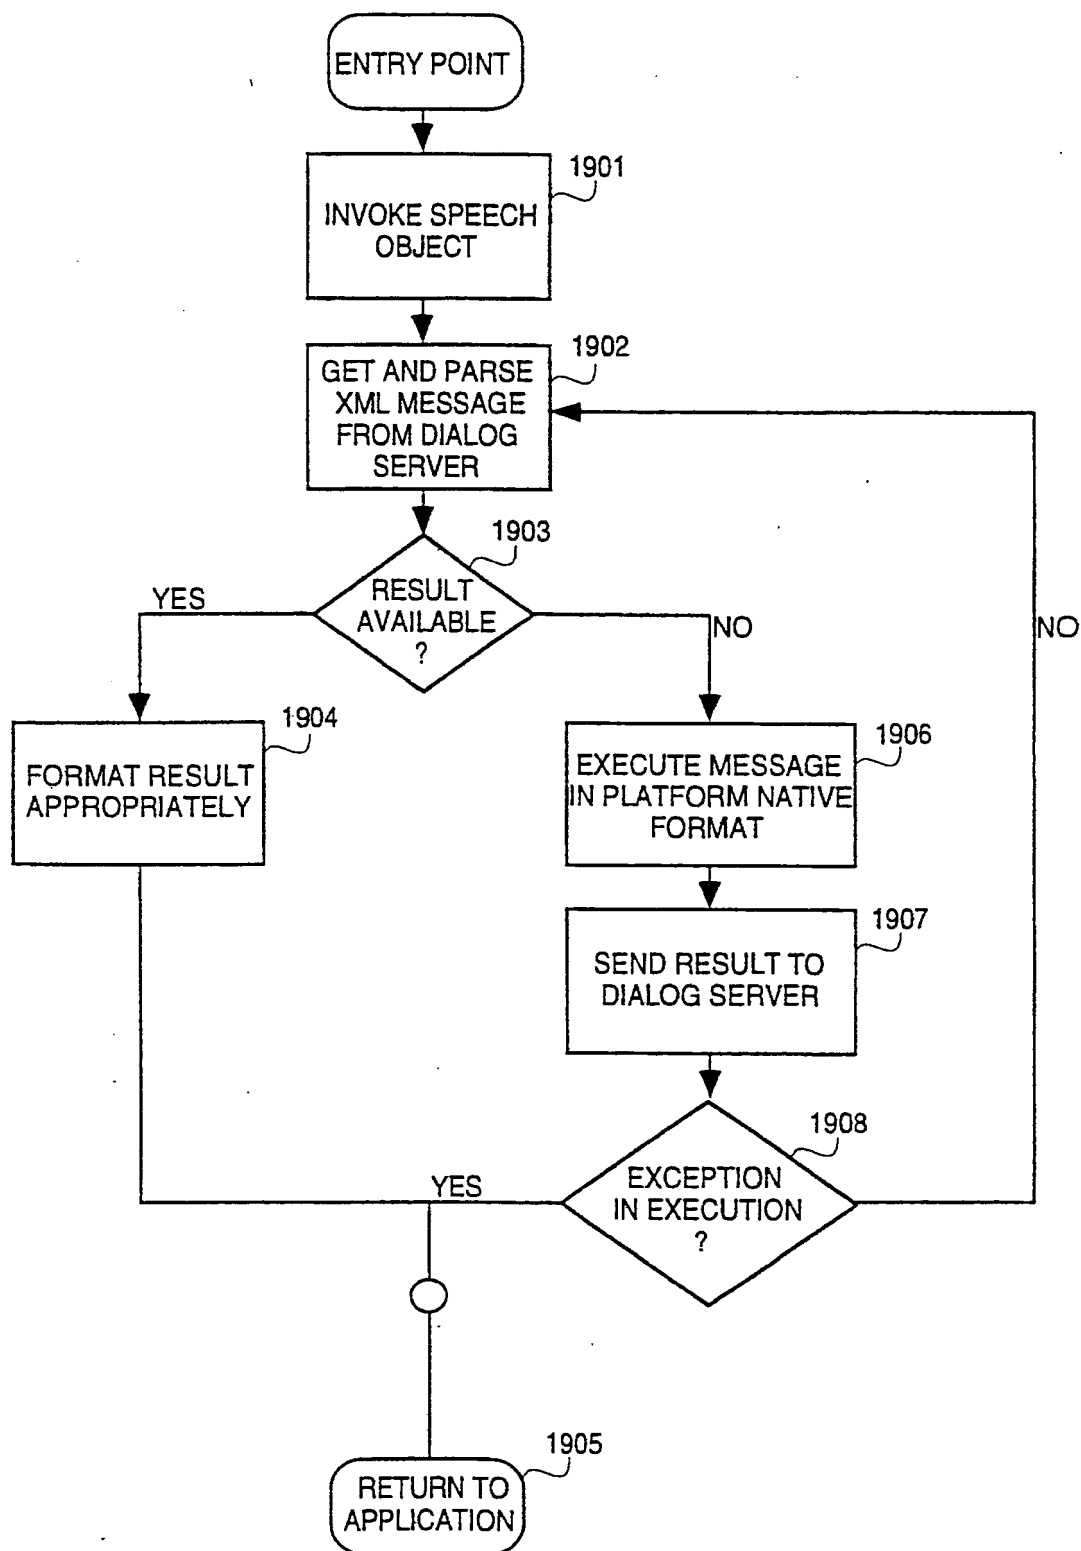 ENTRY POINT
1901
INVOKE SPEECH
OBJECT
1902
GET AND PARSE
XML MESSAGE
FROM DIALOG
SERVER
1903
RESULT
AVAILABLE
?
YES
NO
NO
1904
FORMAT RESULT
APPROPRIATELY
1906
EXECUTE MESSAGE
IN PLATFORM NATIVE
FORMAT
1907
SEND RESULT TO
DIALOG SERVER
1908
EXCEPTION
IN EXECUTION
?
YES
1905
RETURN TO
APPLICATION